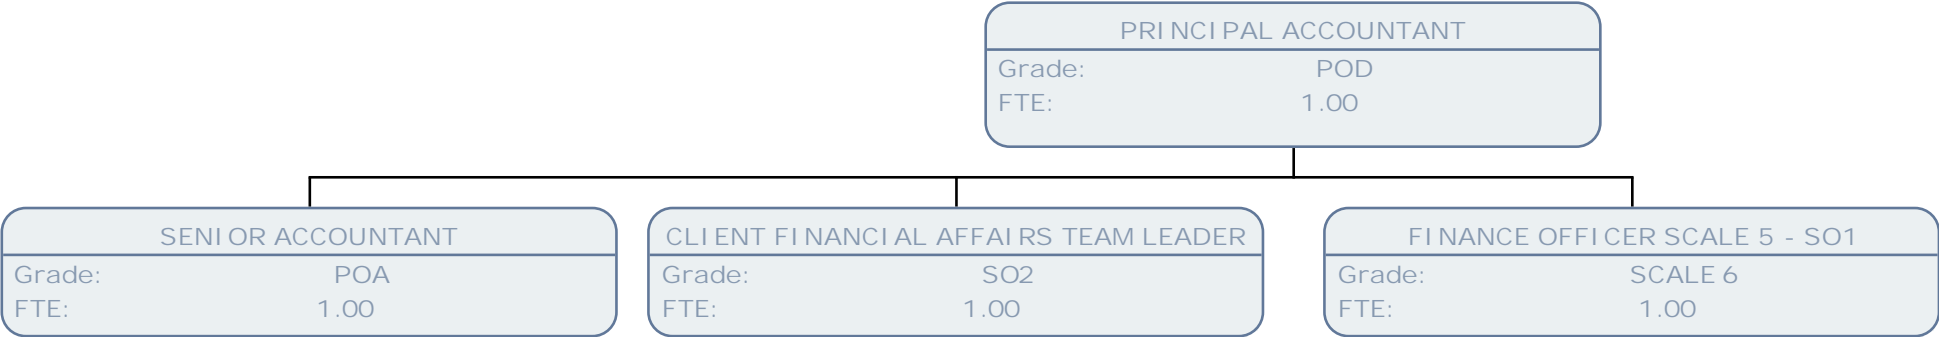 PRINCIPAL ACCOUNTANT
Grade: POD
FTE: 1.00
SENIOR ACCOUNTANT
Grade: POA
FTE: 1.00
CLIENT FINANCIAL AFFAIRS TEAM LEADER
Grade: SO2
FTE: 1.00
FINANCE OFFICER SCALE 5 - SO1
Grade: SCALE 6
FTE: 1.00